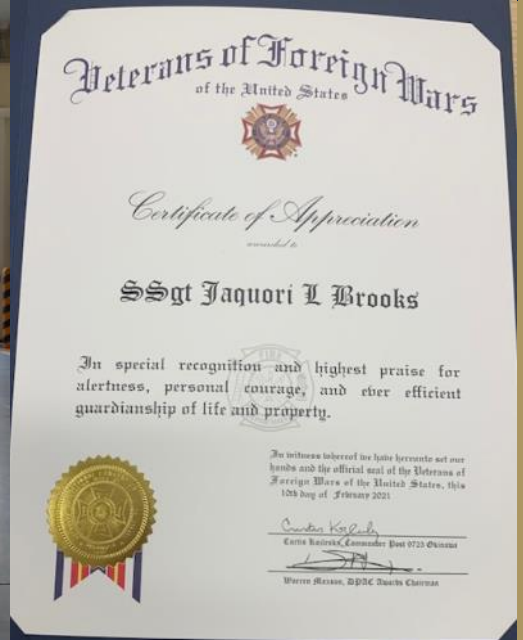 Veterans of Foreign Wars
of the United States
Certificate of Appreciation
awarded to
SSgt Jaquori L Brooks
In special recognition and highest praise for
alertness, personal courage, and ever efficient
guardianship of life and property.
FIRE
In witness whereof we have hereunto set our
hands and the official seal of the Veterans of
Foreign Wars of the United States, this
10th day of February 2021
Curtis
Curtis Commander Post 9723 Okinawa
Warren DPAC Awards Chairman